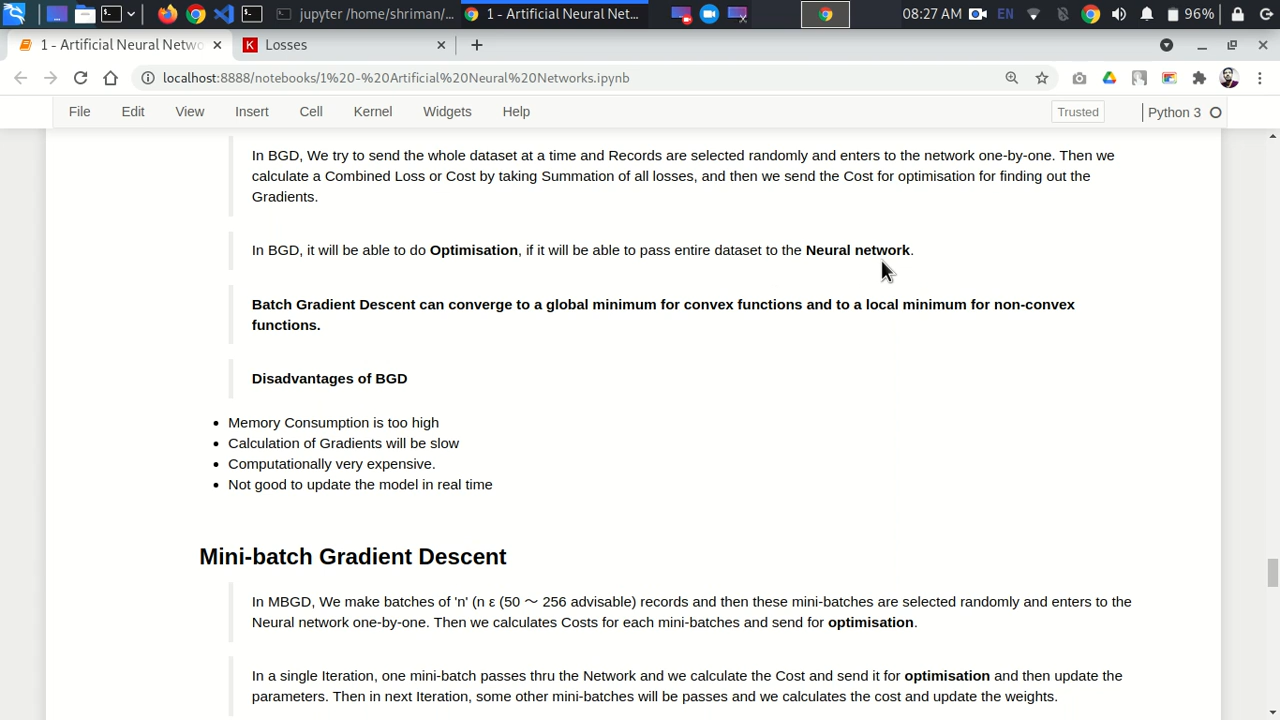 jupyter /home/shriman/...
1 - Artificial Neural Net...
08:27 AM
EN
96%
1 - Artificial Neural Netwo
Losses
localhost:8888/notebooks/1%20-%20Artificial%20Neural%20Networks.ipynb
File Edit View Insert Cell Kernel Widgets Help
Trusted
Python 3
In BGD, We try to send the whole dataset at a time and Records are selected randomly and enters to the network one-by-one. Then we
calculate a Combined Loss or Cost by taking Summation of all losses, and then we send the Cost for optimisation for finding out the
Gradients.
In BGD, it will be able to do Optimisation, if it will be able to pass entire dataset to the Neural network.
Batch Gradient Descent can converge to a global minimum for convex functions and to a local minimum for non-convex
functions.
Disadvantages of BGD
• Memory Consumption is too high
• Calculation of Gradients will be slow
• Computationally very expensive.
• Not good to update the model in real time
Mini-batch Gradient Descent
In MBGD, We make batches of 'n' (n ε (50 ～ 256 advisable) records and then these mini-batches are selected randomly and enters to the
Neural network one-by-one. Then we calculates Costs for each mini-batches and send for optimisation.
In a single Iteration, one mini-batch passes thru the Network and we calculate the Cost and send it for optimisation and then update the
parameters. Then in next Iteration, some other mini-batches will be passes and we calculates the cost and update the weights.